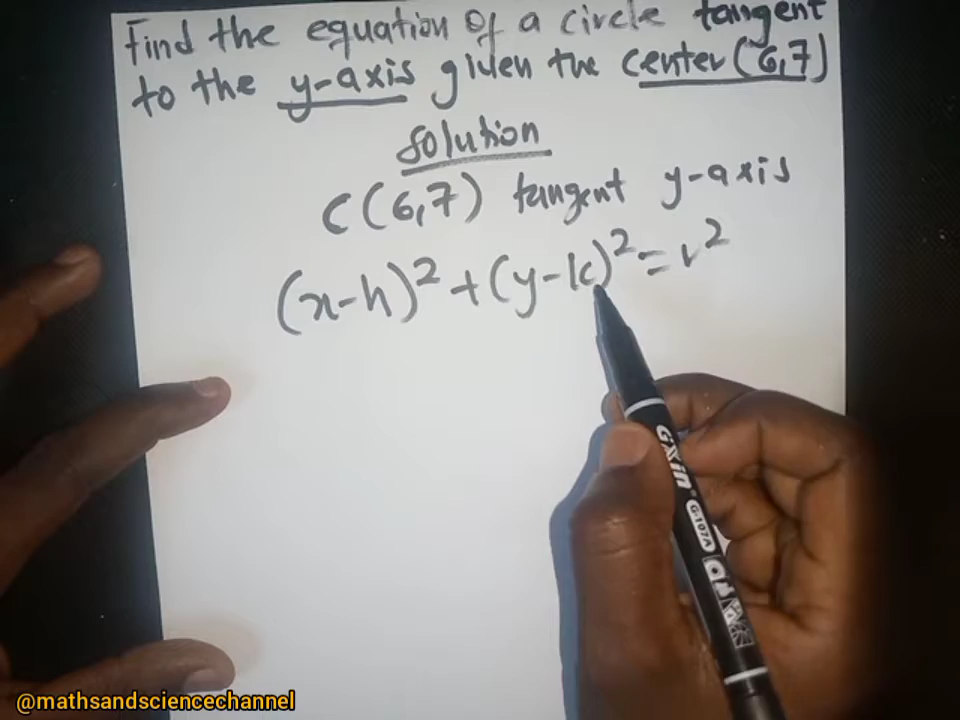 Find the equation of a circle tangent
to the y-axis given the center (6,7)
solution
C(6,7) tangent y-axis
(x-h)²+(y-k)²=r²
Gxin
G-107A
@mathsandsciencechannel